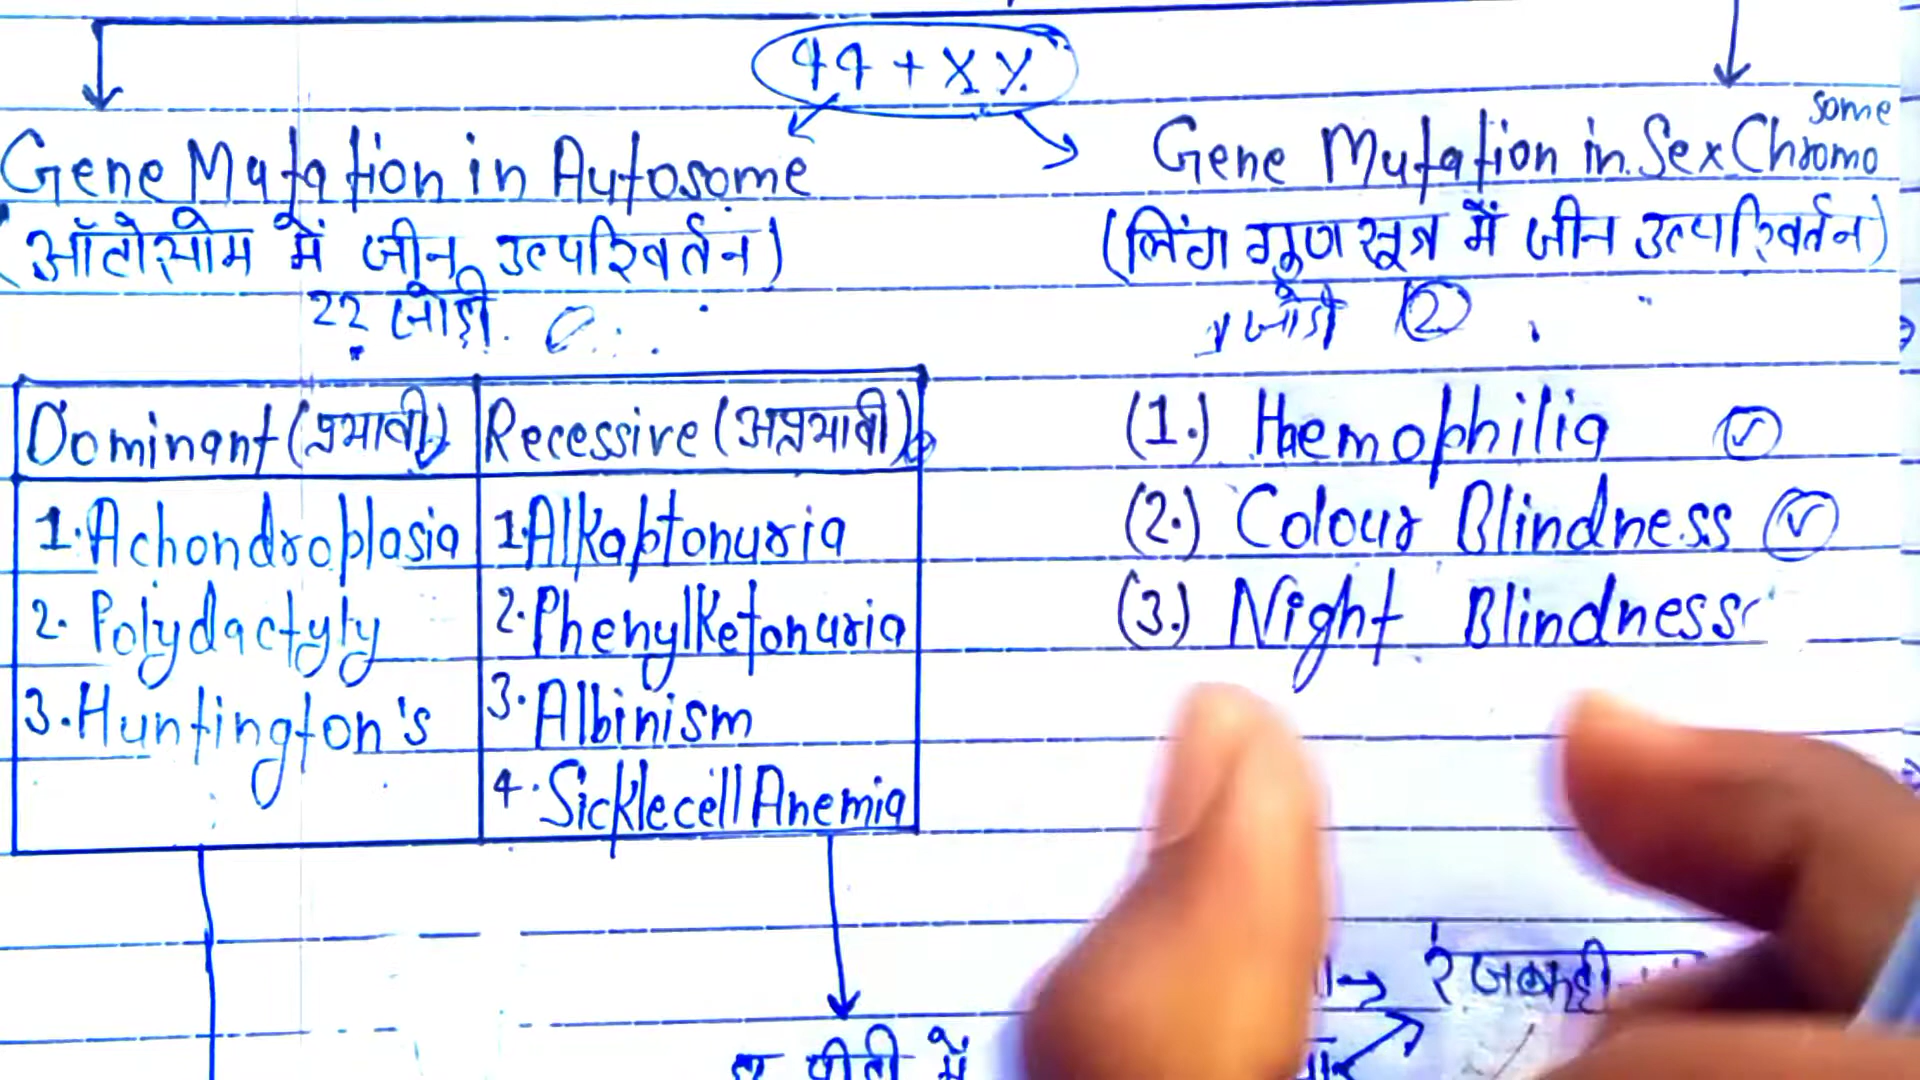 44 + XY
Gene Mutation in Autosome
(ऑटोसोम में जीन उत्परिवर्तन)
22 जोड़ी
Gene Mutation in Sex Chromo
some
(लिंग गुणसूत्र में जीन उत्परिवर्तन)
1 जोड़ी 2
Dominant (प्रभावी)
1. Achondroplasia
2. Polydactyly
3. Huntington's
Recessive (अप्रभावी)
1. Alkaptonuria
2. Phenylketonuria
3. Albinism
4. Sicklecell Anemia
(1.) Haemophilia
(2.) Colour Blindness
(3.) Night Blindness
में